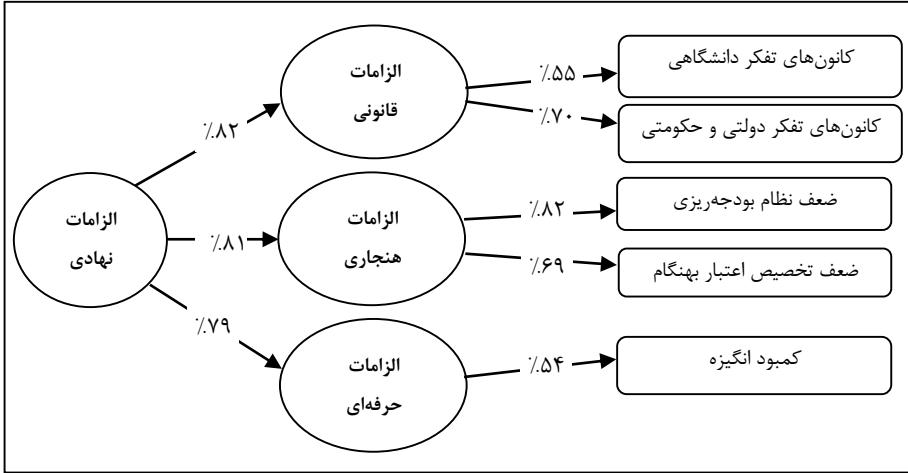 الزامات
نهادی
٪۸۲
٪۸۱
٪۷۹
الزامات
قانونی
٪۵۵
٪۷۰
کانون‌های تفکر دانشگاهی
کانون‌های تفکر دولتی و حکومتی
الزامات
هنجاری
٪۸۲
٪۶۹
ضعف نظام بودجه‌ریزی
ضعف تخصیص اعتبار بهنگام
الزامات
حرفه‌ای
٪۵۴
کمبود انگیزه